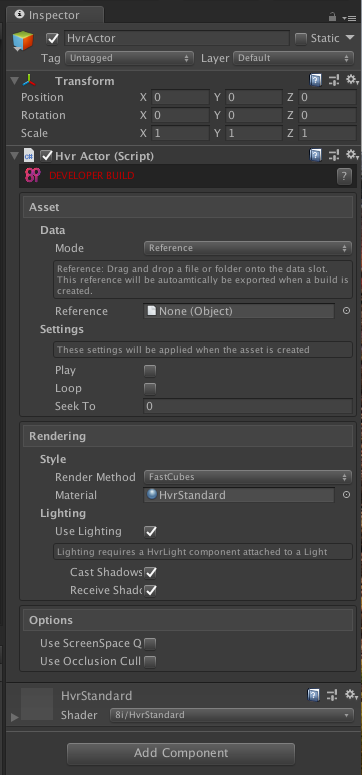 Inspector
HvrActor
Static
Tag Untagged Layer Default
Transform
Position X 0 Y 0 Z 0
Rotation X 0 Y 0 Z 0
Scale X 1 Y 1 Z 1
Hvr Actor (Script)
DEVELOPER BUILD ?
Asset
Data
Mode Reference
Reference: Drag and drop a file or folder onto the data slot.
This reference will be autoamtically be exported when a build is
created.
Reference None (Object)
Settings
These settings will be applied when the asset is created
Play
Loop
Seek To 0
Rendering
Style
Render Method FastCubes
Material HvrStandard
Lighting
Use Lighting
Lighting requires a HvrLight component attached to a Light
Cast Shadows
Receive Shado
Options
Use ScreenSpace Q
Use Occlusion Cull
HvrStandard
Shader 8i/HvrStandard
Add Component